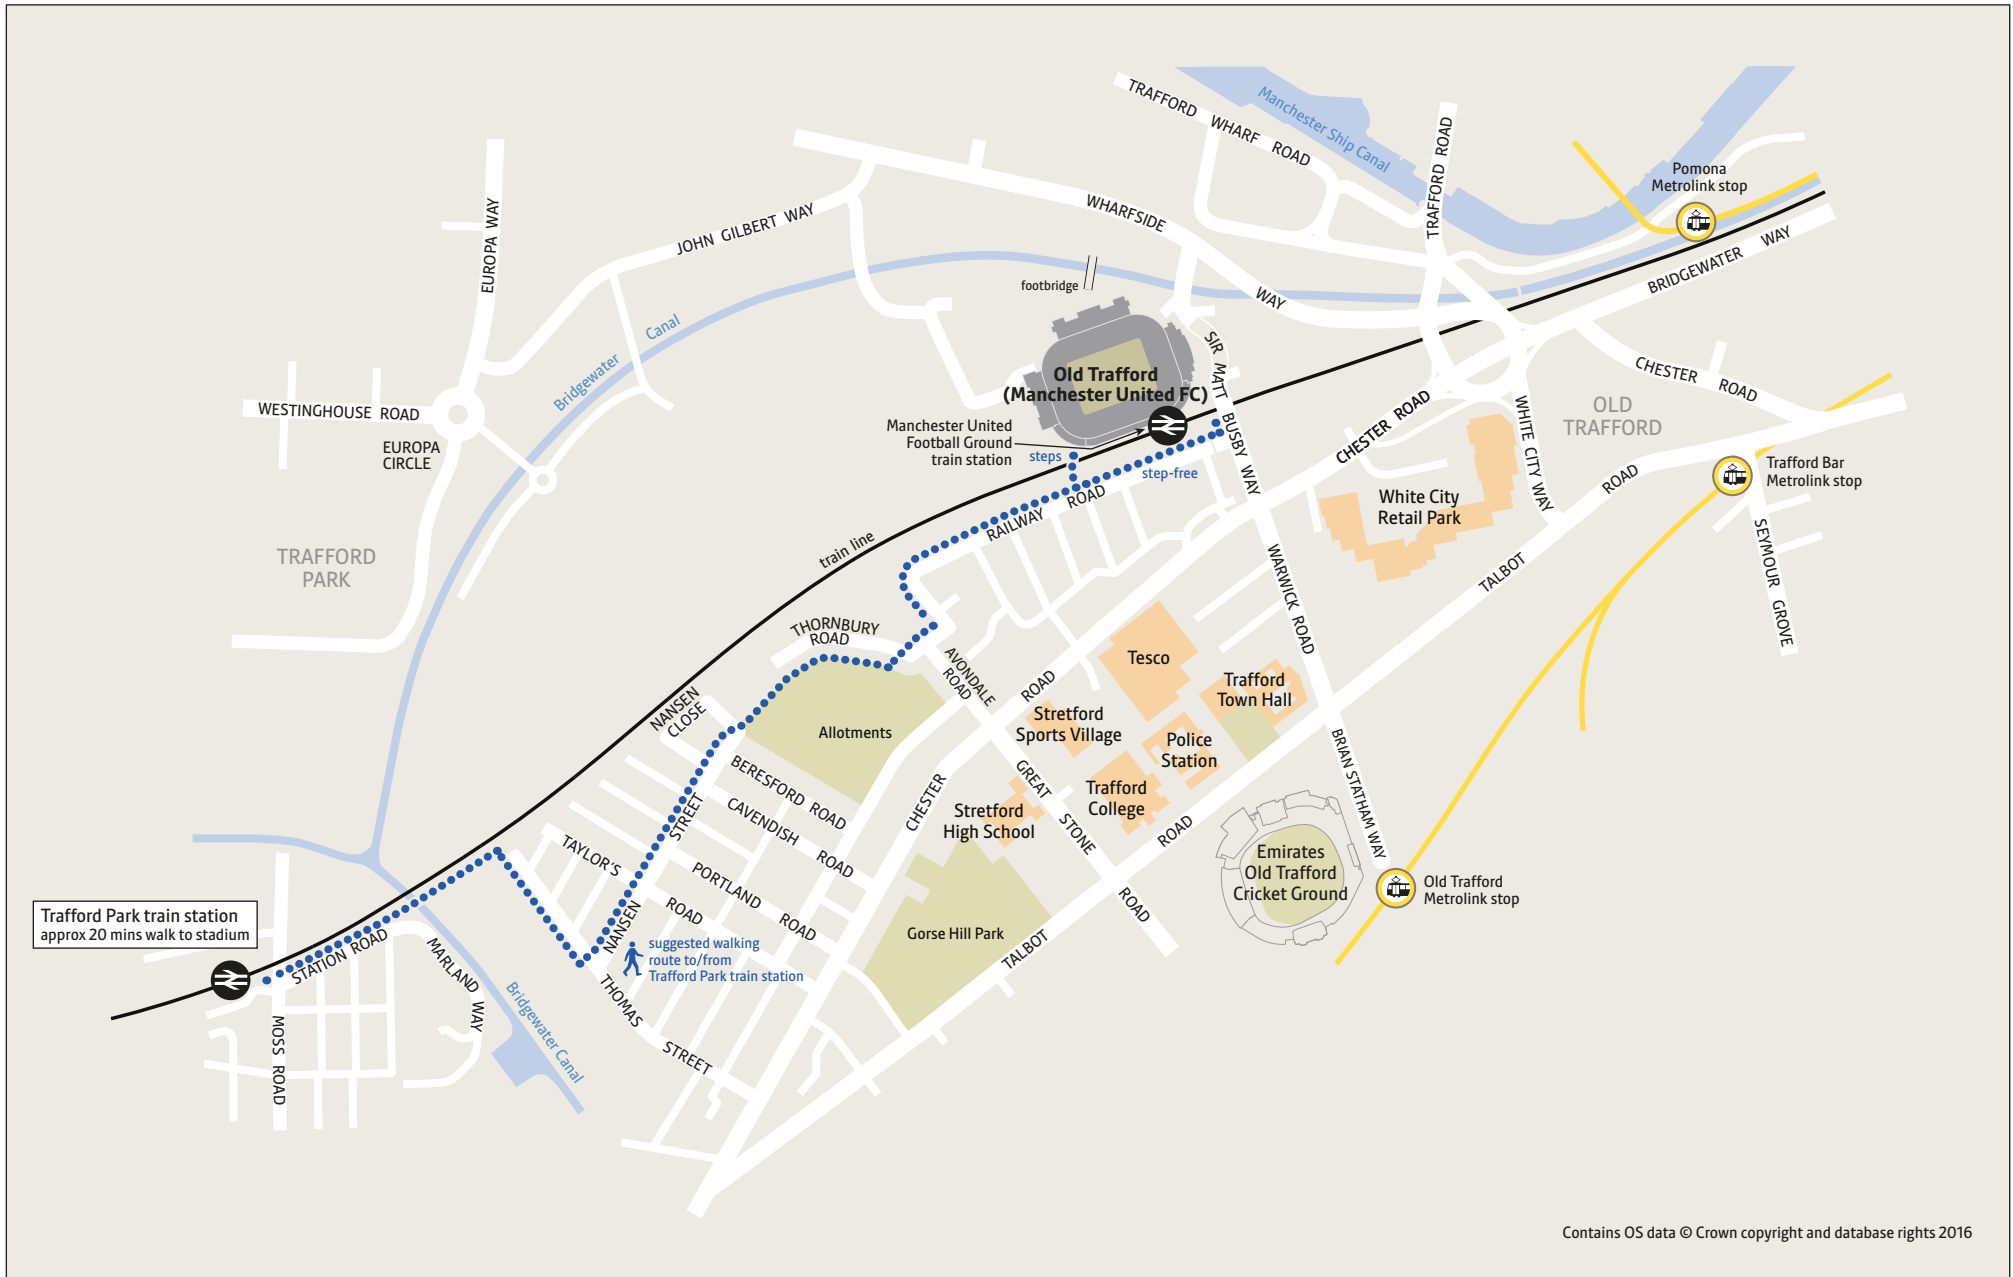 TRAFFORD WHARF ROAD
Manchester Ship Canal
TRAFFORD ROAD
Pomona
Metrolink stop
EUROPA WAY
JOHN GILBERT WAY
WHARFSIDE
WAY
BRIDGEWATER WAY
footbridge
Bridgewater Canal
SIR MATT BUSBY WAY
Old Trafford
(Manchester United FC)
CHESTER ROAD
WESTINGHOUSE ROAD
EUROPA
CIRCLE
CHESTER ROAD
WHITE CITY WAY
OLD
TRAFFORD
Manchester United
Football Ground
train station
steps
step-free
Trafford Bar
Metrolink stop
White City
Retail Park
RAILWAY ROAD
TALBOT ROAD
SEYMOUR GROVE
TRAFFORD
PARK
train line
WARWICK ROAD
THORNBURY
ROAD
AVONDALE
ROAD
Tesco
Trafford
Town Hall
NANSEN
CLOSE
Allotments
CHESTER ROAD
Stretford
Sports Village
Police
Station
BRIAN STATHAM WAY
BERESFORD ROAD
CAVENDISH ROAD
GREAT STONE ROAD
Trafford
College
Stretford
High School
TAYLOR'S ROAD
PORTLAND ROAD
NANSEN STREET
TALBOT ROAD
Emirates
Old Trafford
Cricket Ground
Old Trafford
Metrolink stop
Trafford Park train station
approx 20 mins walk to stadium
STATION ROAD
MARLAND WAY
Gorse Hill Park
suggested walking
route to/from
Trafford Park train station
THOMAS STREET
Bridgewater Canal
MOSS ROAD
Contains OS data © Crown copyright and database rights 2016